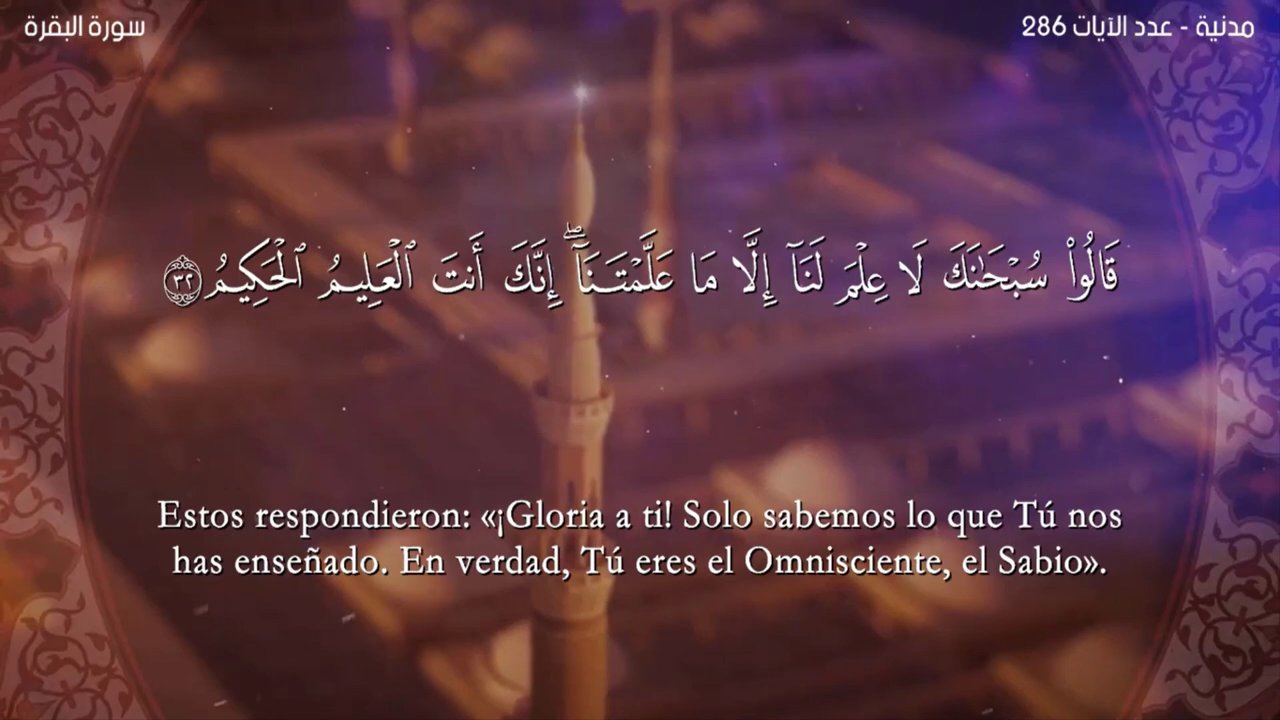 سورة البقرة
مدنية - عدد الآيات 286
قَالُوا۟ سُبْحَـٰنَكَ لَا عِلْمَ لَنَآ إِلَّا مَا عَلَّمْتَنَآ ۖ إِنَّكَ أَنتَ ٱلْعَلِيمُ ٱلْحَكِيمُ ٣٢
Estos respondieron: «¡Gloria a ti! Solo sabemos lo que Tú nos
has enseñado. En verdad, Tú eres el Omnisciente, el Sabio».